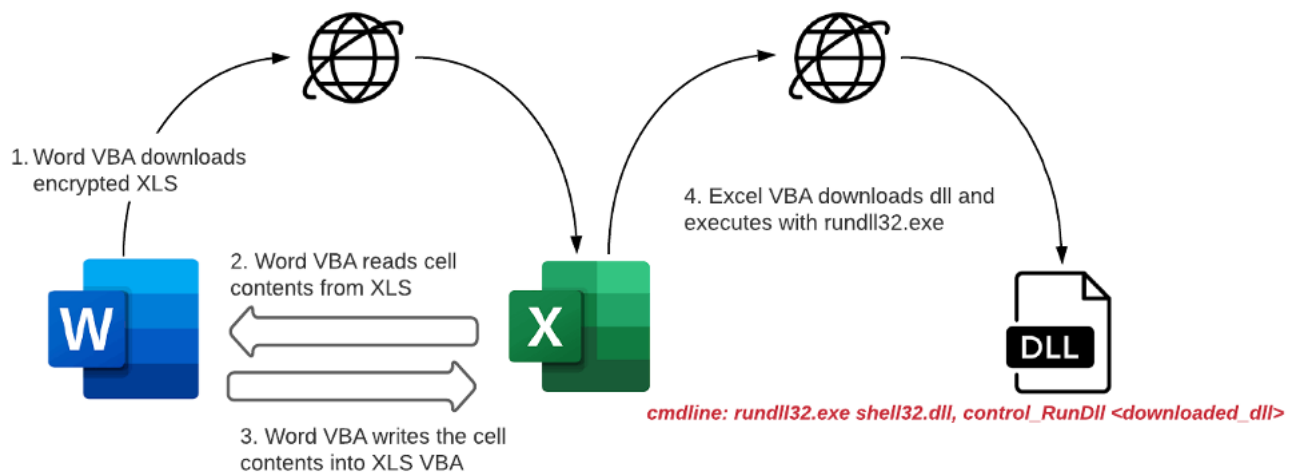 1. Word VBA downloads
encrypted XLS
2. Word VBA reads cell
contents from XLS
W
X
3. Word VBA writes the cell
contents into XLS VBA
4. Excel VBA downloads dll and
executes with rundll32.exe
DLL
cmdline: rundll32.exe shell32.dll, control_RunDll <downloaded_dll>